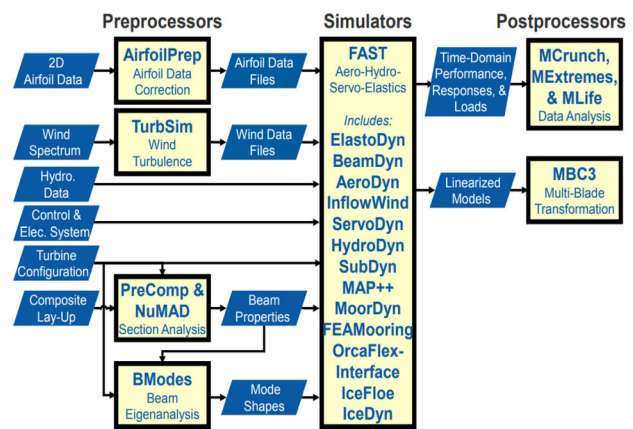 Preprocessors
Simulators
Postprocessors
2D
Airfoil Data
AirfoilPrep
Airfoil Data
Correction
Airfoil Data
Files
Wind
Spectrum
TurbSim
Wind
Turbulence
Wind Data
Files
Hydro.
Data
Control &
Elec. System
Turbine
Configuration
Composite
Lay-Up
PreComp &
NuMAD
Section Analysis
Beam
Properties
BModes
Beam
Eigenanalysis
Mode
Shapes
FAST
Aero-Hydro-
Servo-Elastics
Includes:
ElastoDyn
BeamDyn
AeroDyn
InflowWind
ServoDyn
HydroDyn
SubDyn
MAP++
MoorDyn
FEAMooring
OrcaFlex-
Interface
IceFloe
IceDyn
Time-Domain
Performance,
Responses, &
Loads
MCrunch,
MExtremes,
& MLife
Data Analysis
Linearized
Models
MBC3
Multi-Blade
Transformation